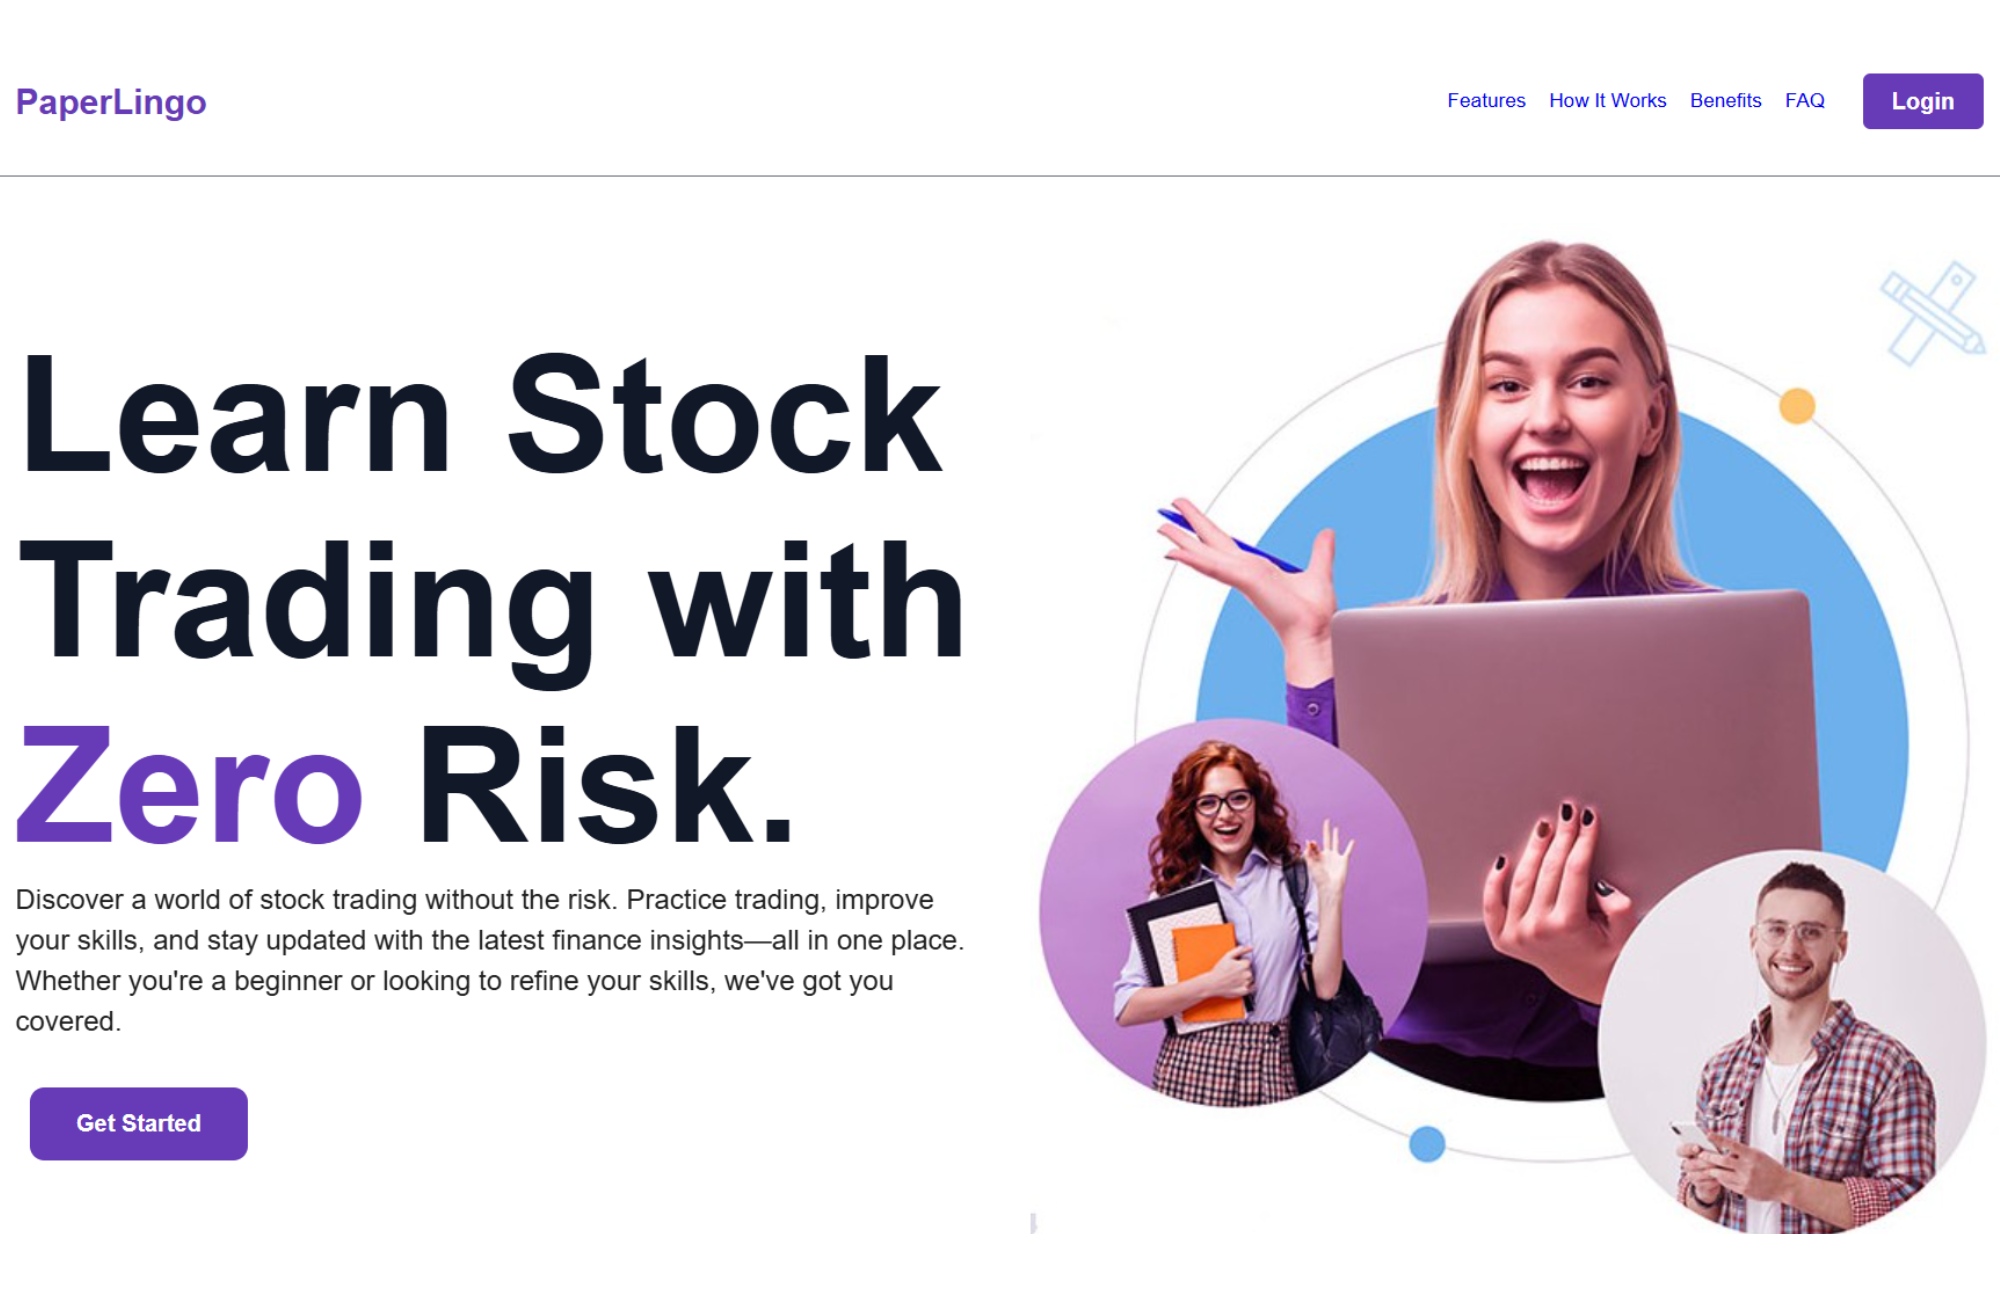 PaperLingo
Features How It Works Benefits FAQ Login
Learn Stock
Trading with
Zero Risk.
Discover a world of stock trading without the risk. Practice trading, improve
your skills, and stay updated with the latest finance insights—all in one place.
Whether you're a beginner or looking to refine your skills, we've got you
covered.
Get Started